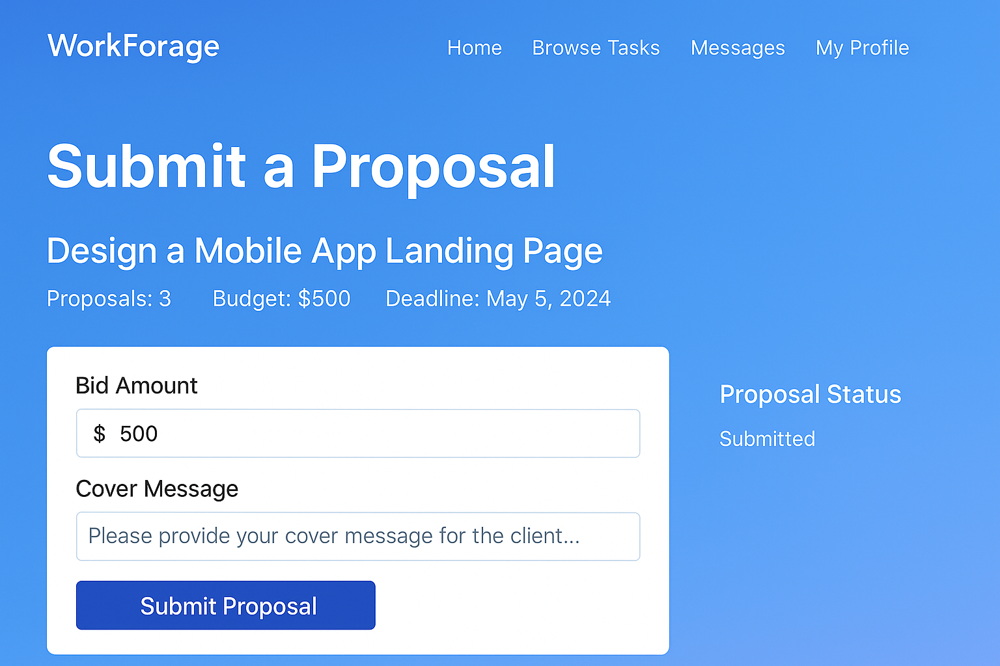 WorkForage
Home Browse Tasks Messages My Profile
Submit a Proposal
Design a Mobile App Landing Page
Proposals: 3 Budget: $500 Deadline: May 5, 2024
Bid Amount
$ 500
Cover Message
Please provide your cover message for the client...
Submit Proposal
Proposal Status
Submitted